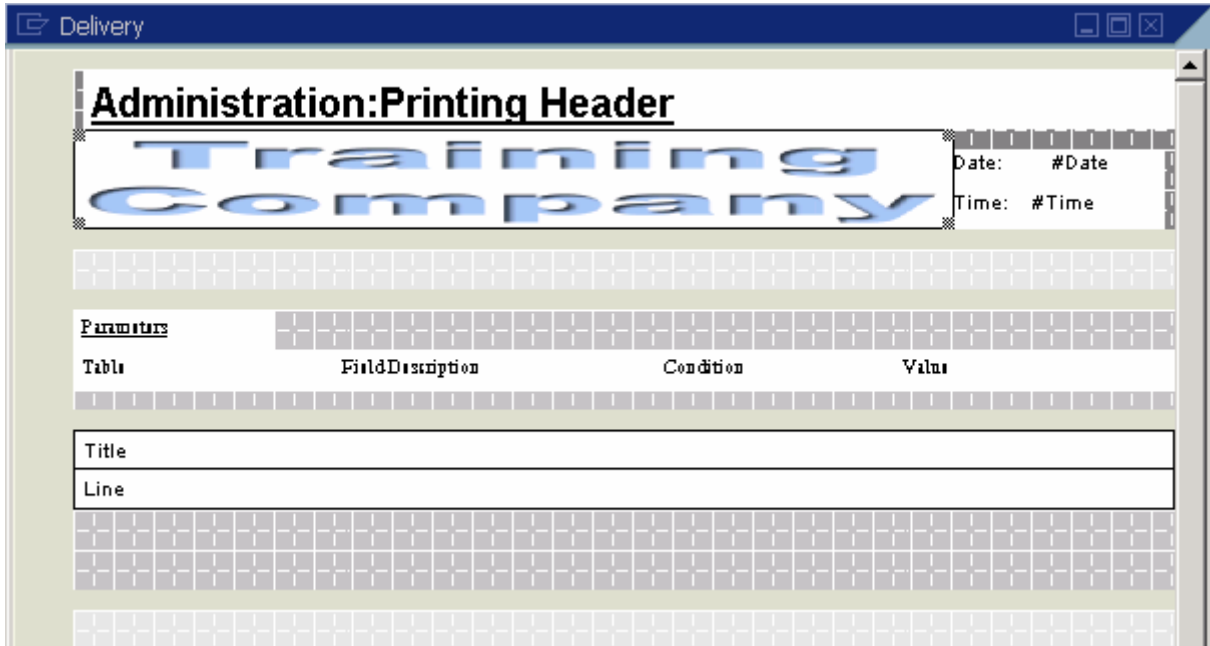 Delivery
Administration:Printing Header
Training
Company
Date: #Date
Time: #Time
Parameters
Table FieldDescription Condition Value
Title
Line